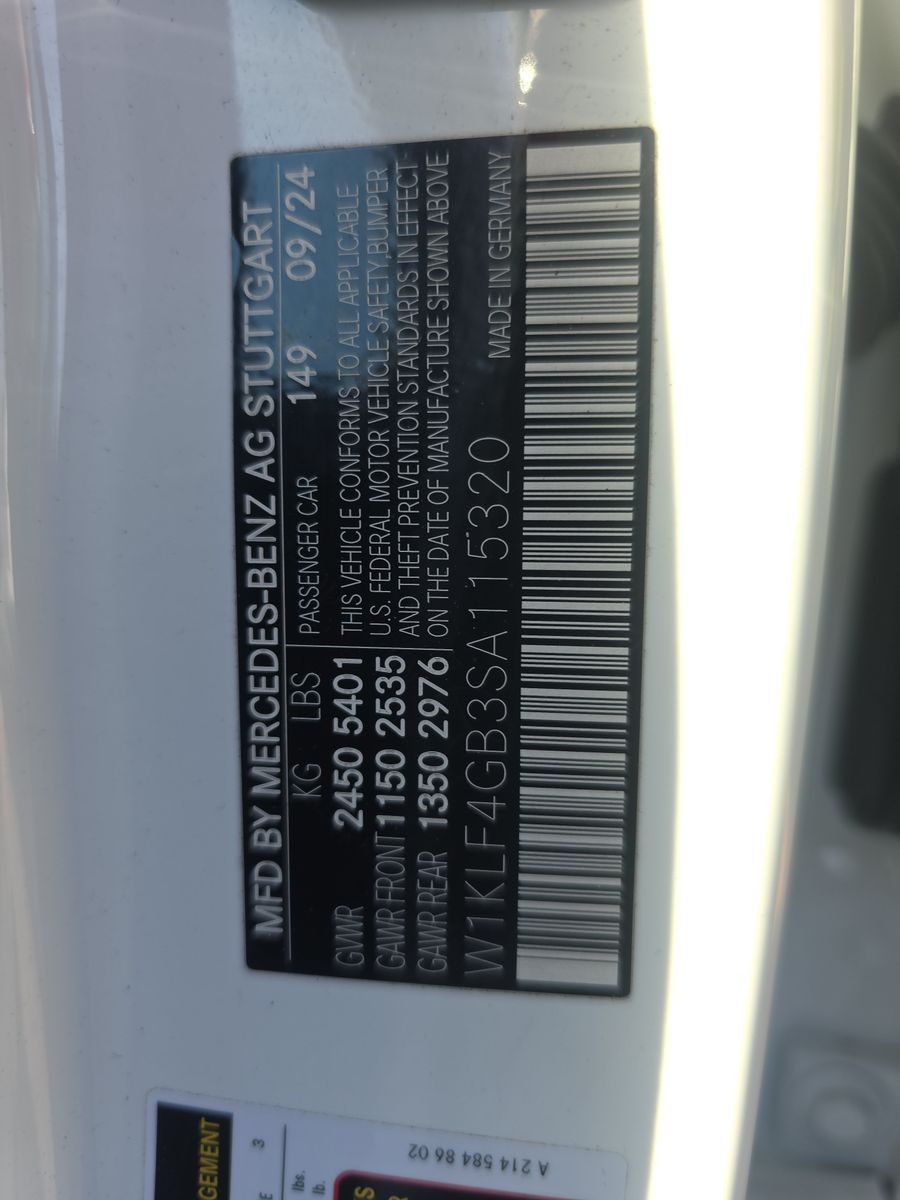 MFD BY MERCEDES-BENZ AG STUTTGART
KG LBS PASSENGER CAR 149 09/24
GVWR 2450 5401 THIS VEHICLE CONFORMS TO ALL APPLICABLE
GAWR FRONT 1150 2535 U.S. FEDERAL MOTOR VEHICLE SAFETY, BUMPER
GAWR REAR 1350 2976 AND THEFT PREVENTION STANDARDS IN EFFECT
ON THE DATE OF MANUFACTURE SHOWN ABOVE
W1KLF4GB3SA115320 MADE IN GERMANY
GEMENT
3
lbs.
lb.
A 214 584 86 02